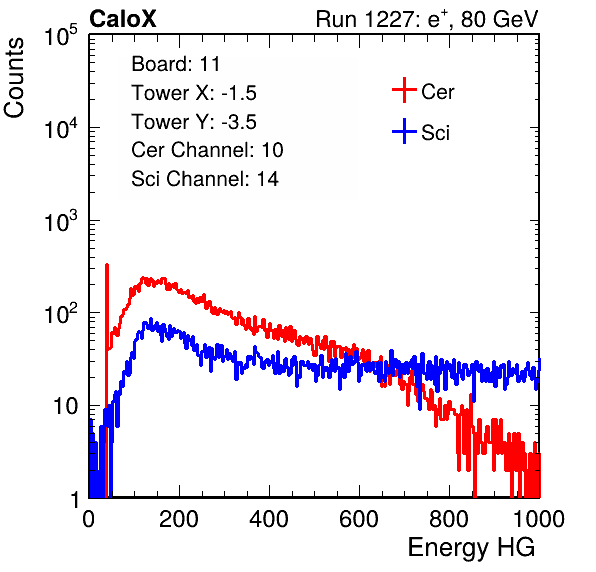 CaloX Run 1227: e+, 80 GeV
Counts
10^5
10^4
10^3
10^2
10
1
Board: 11
Tower X: -1.5
Tower Y: -3.5
Cer Channel: 10
Sci Channel: 14
Cer
Sci
0 200 400 600 800 1000
Energy HG